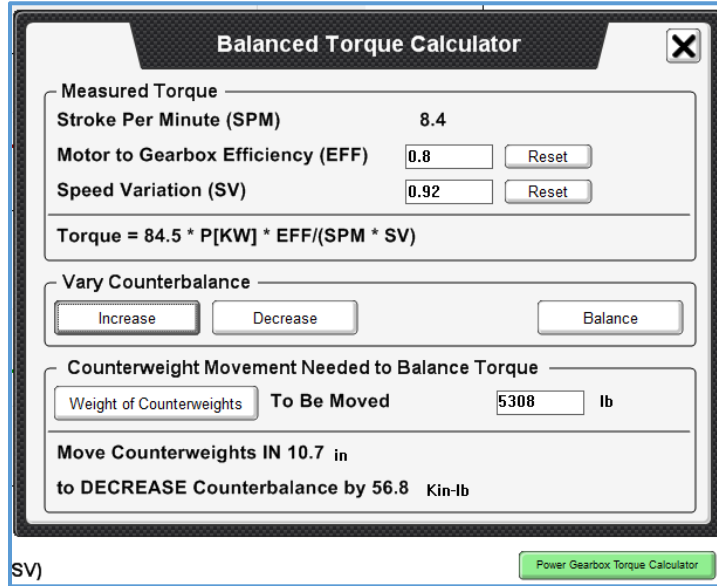 Balanced Torque Calculator
Measured Torque
Stroke Per Minute (SPM) 8.4
Motor to Gearbox Efficiency (EFF) 0.8 Reset
Speed Variation (SV) 0.92 Reset
Torque = 84.5 * P[KW] * EFF/(SPM * SV)
Vary Counterbalance
Increase Decrease Balance
Counterweight Movement Needed to Balance Torque
Weight of Counterweights To Be Moved 5308 lb
Move Counterweights IN 10.7 in
to DECREASE Counterbalance by 56.8 Kin-lb
SV) Power Gearbox Torque Calculator